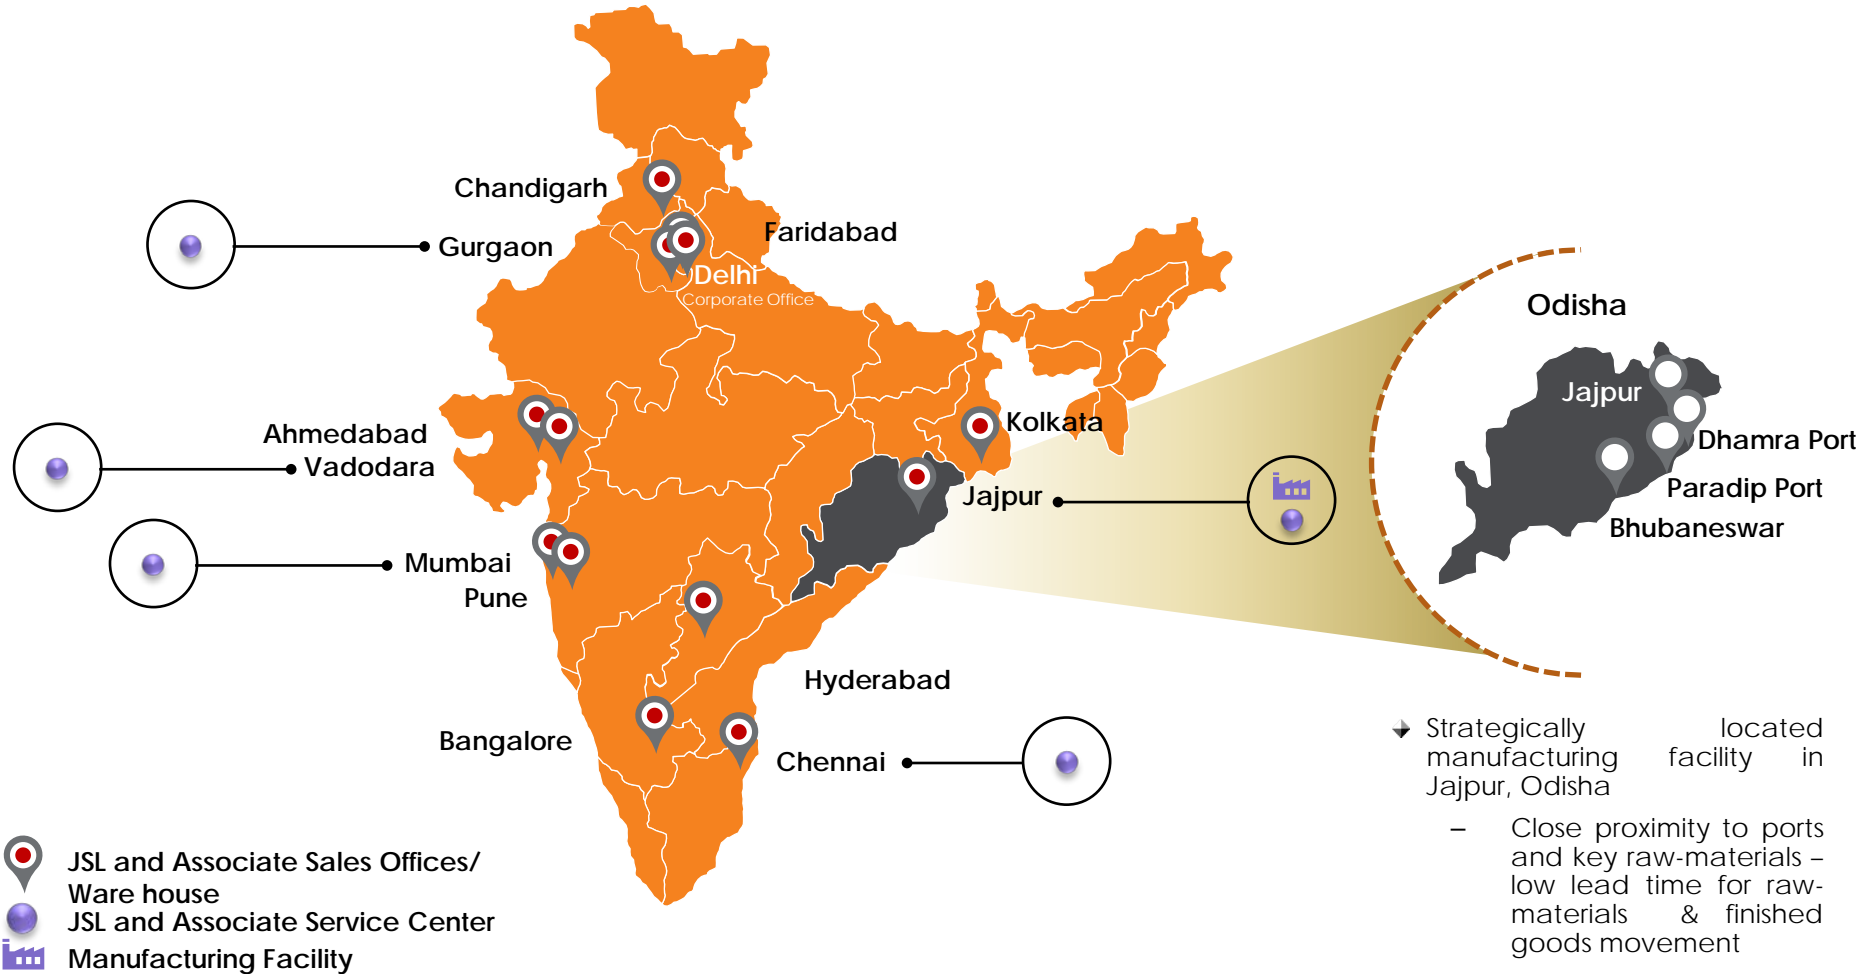 Chandigarh
Gurgaon
Faridabad
Delhi
Corporate Office
Ahmedabad
Vadodara
Kolkata
Jajpur
Mumbai
Pune
Hyderabad
Bangalore
Chennai
Odisha
Jajpur
Dhamra Port
Paradip Port
Bhubaneswar
Strategically located
manufacturing facility in
Jajpur, Odisha
– Close proximity to ports
and key raw-materials –
low lead time for raw-
materials & finished
goods movement
JSL and Associate Sales Offices/
Ware house
JSL and Associate Service Center
Manufacturing Facility